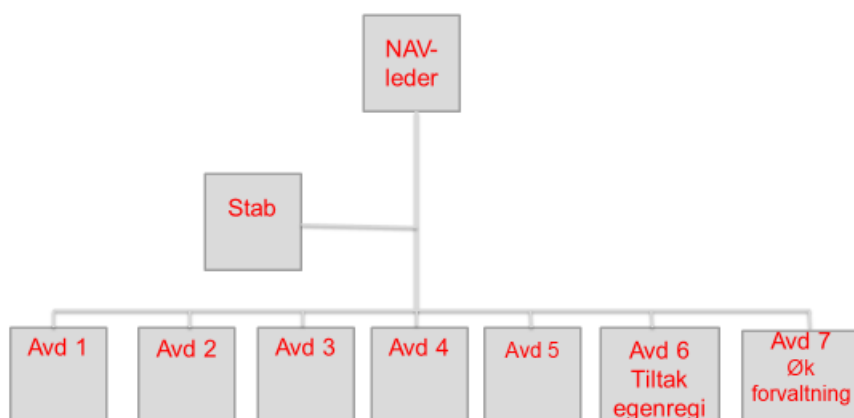 NAV-
leder
Stab
Avd 1
Avd 2
Avd 3
Avd 4
Avd 5
Avd 6
Tiltak
egenregi
Avd 7
Øk
forvaltning